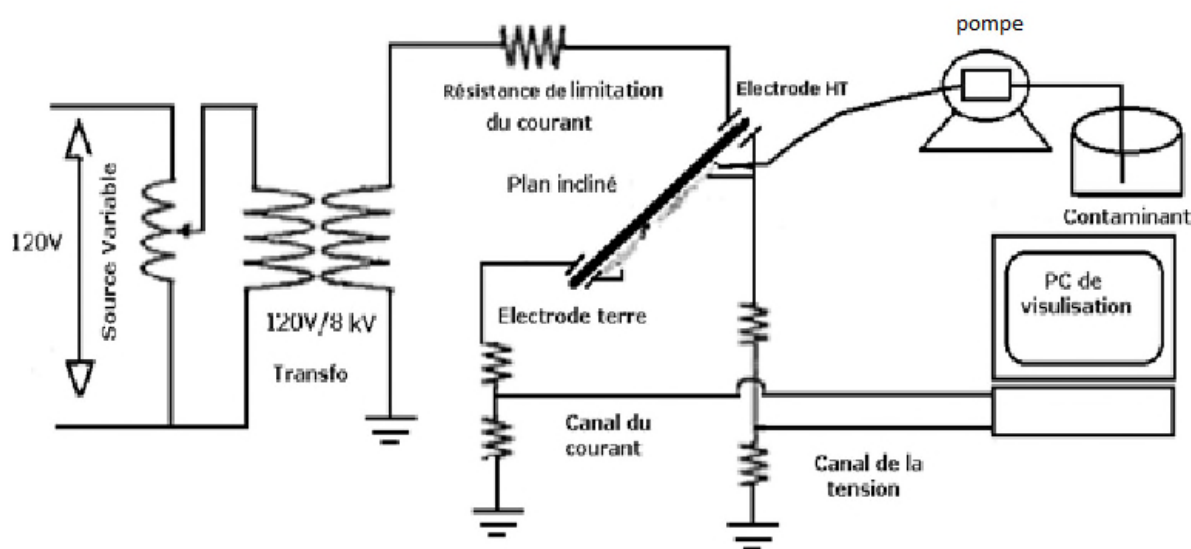 pompe
Résistance de limitation
du courant
Electrode HT
Plan incliné
Contaminant
120V
Source Variable
PC de
visulisation
Electrode terre
120V/8 kV
Transfo
Canal du
courant
Canal de la
tension